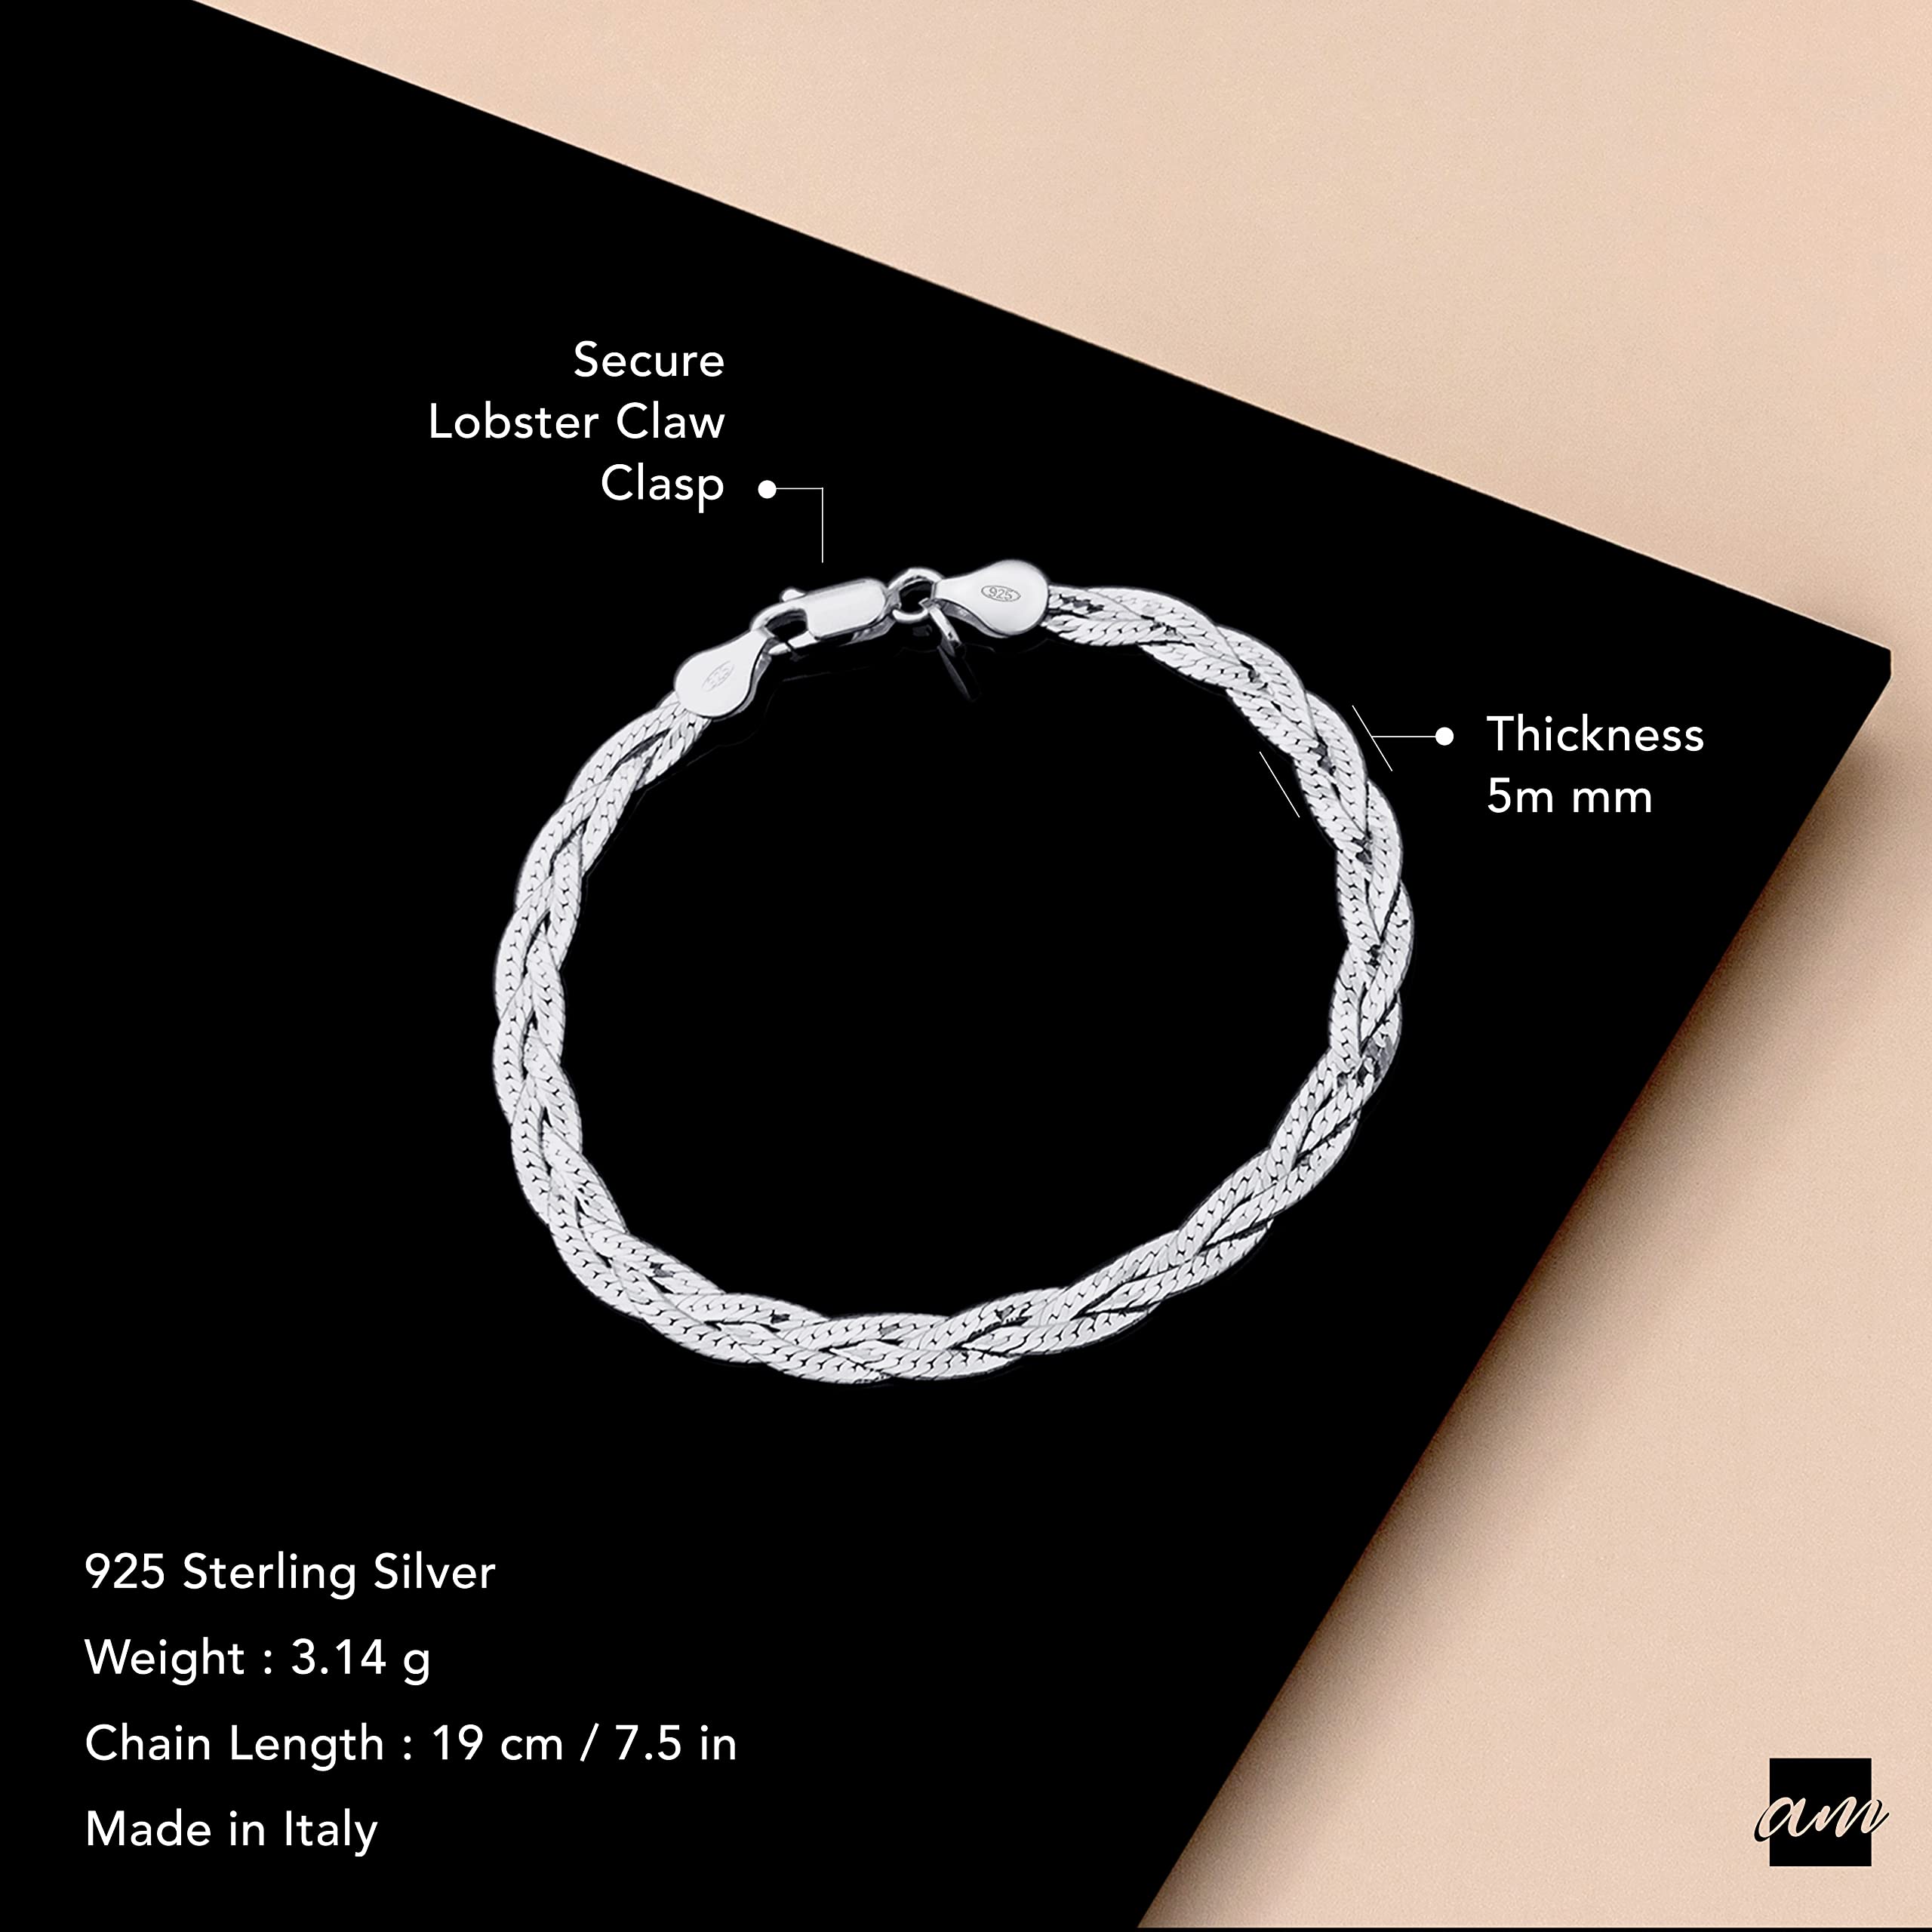 Secure
Lobster Claw
Clasp
925
Thickness
5m mm
925 Sterling Silver
Weight : 3.14 g
Chain Length : 19 cm / 7.5 in
Made in Italy
am